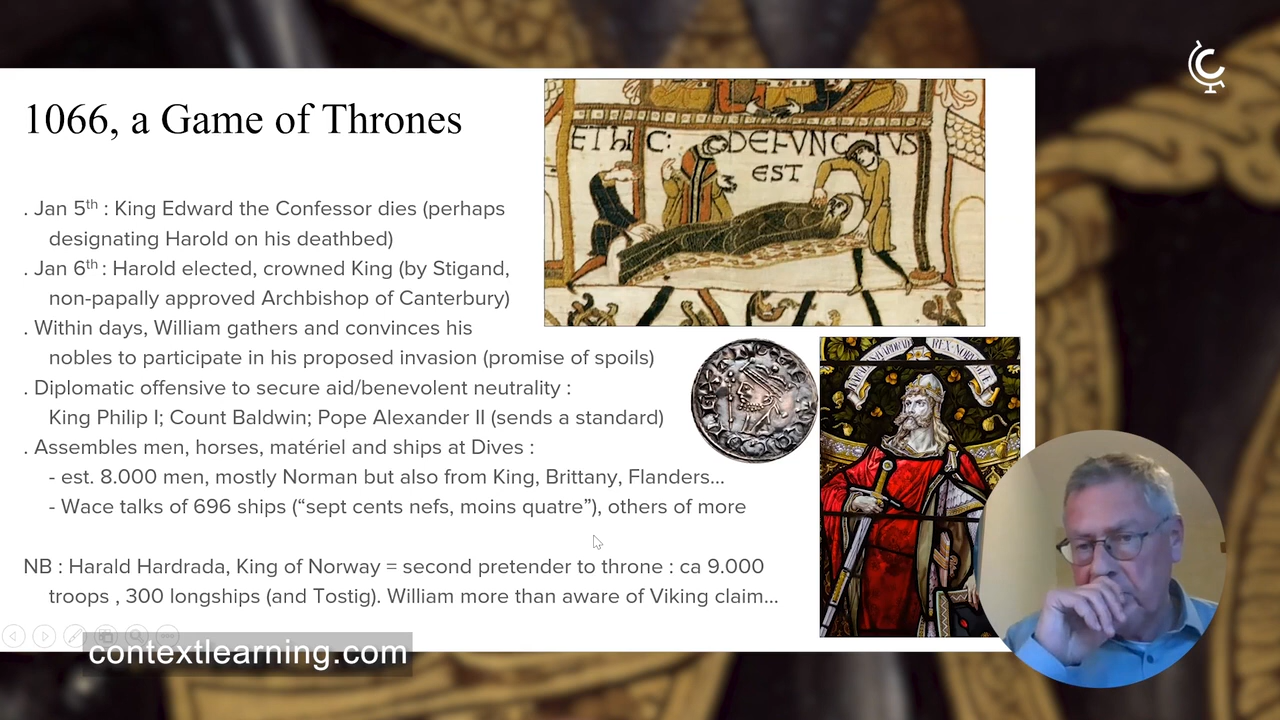 1066, a Game of Thrones
. Jan 5th : King Edward the Confessor dies (perhaps
designating Harold on his deathbed)
. Jan 6th : Harold elected, crowned King (by Stigand,
non-papally approved Archbishop of Canterbury)
. Within days, William gathers and convinces his
nobles to participate in his proposed invasion (promise of spoils)
. Diplomatic offensive to secure aid/benevolent neutrality :
King Philip I; Count Baldwin; Pope Alexander II (sends a standard)
. Assembles men, horses, matériel and ships at Dives :
- est. 8.000 men, mostly Norman but also from King, Brittany, Flanders...
- Wace talks of 696 ships (“sept cents nefs, moins quatre”), others of more
NB : Harald Hardrada, King of Norway = second pretender to throne : ca 9.000
troops , 300 longships (and Tostig). William more than aware of Viking claim...
ETHIC: DEFVNCTVS
EST
contextlearning.com